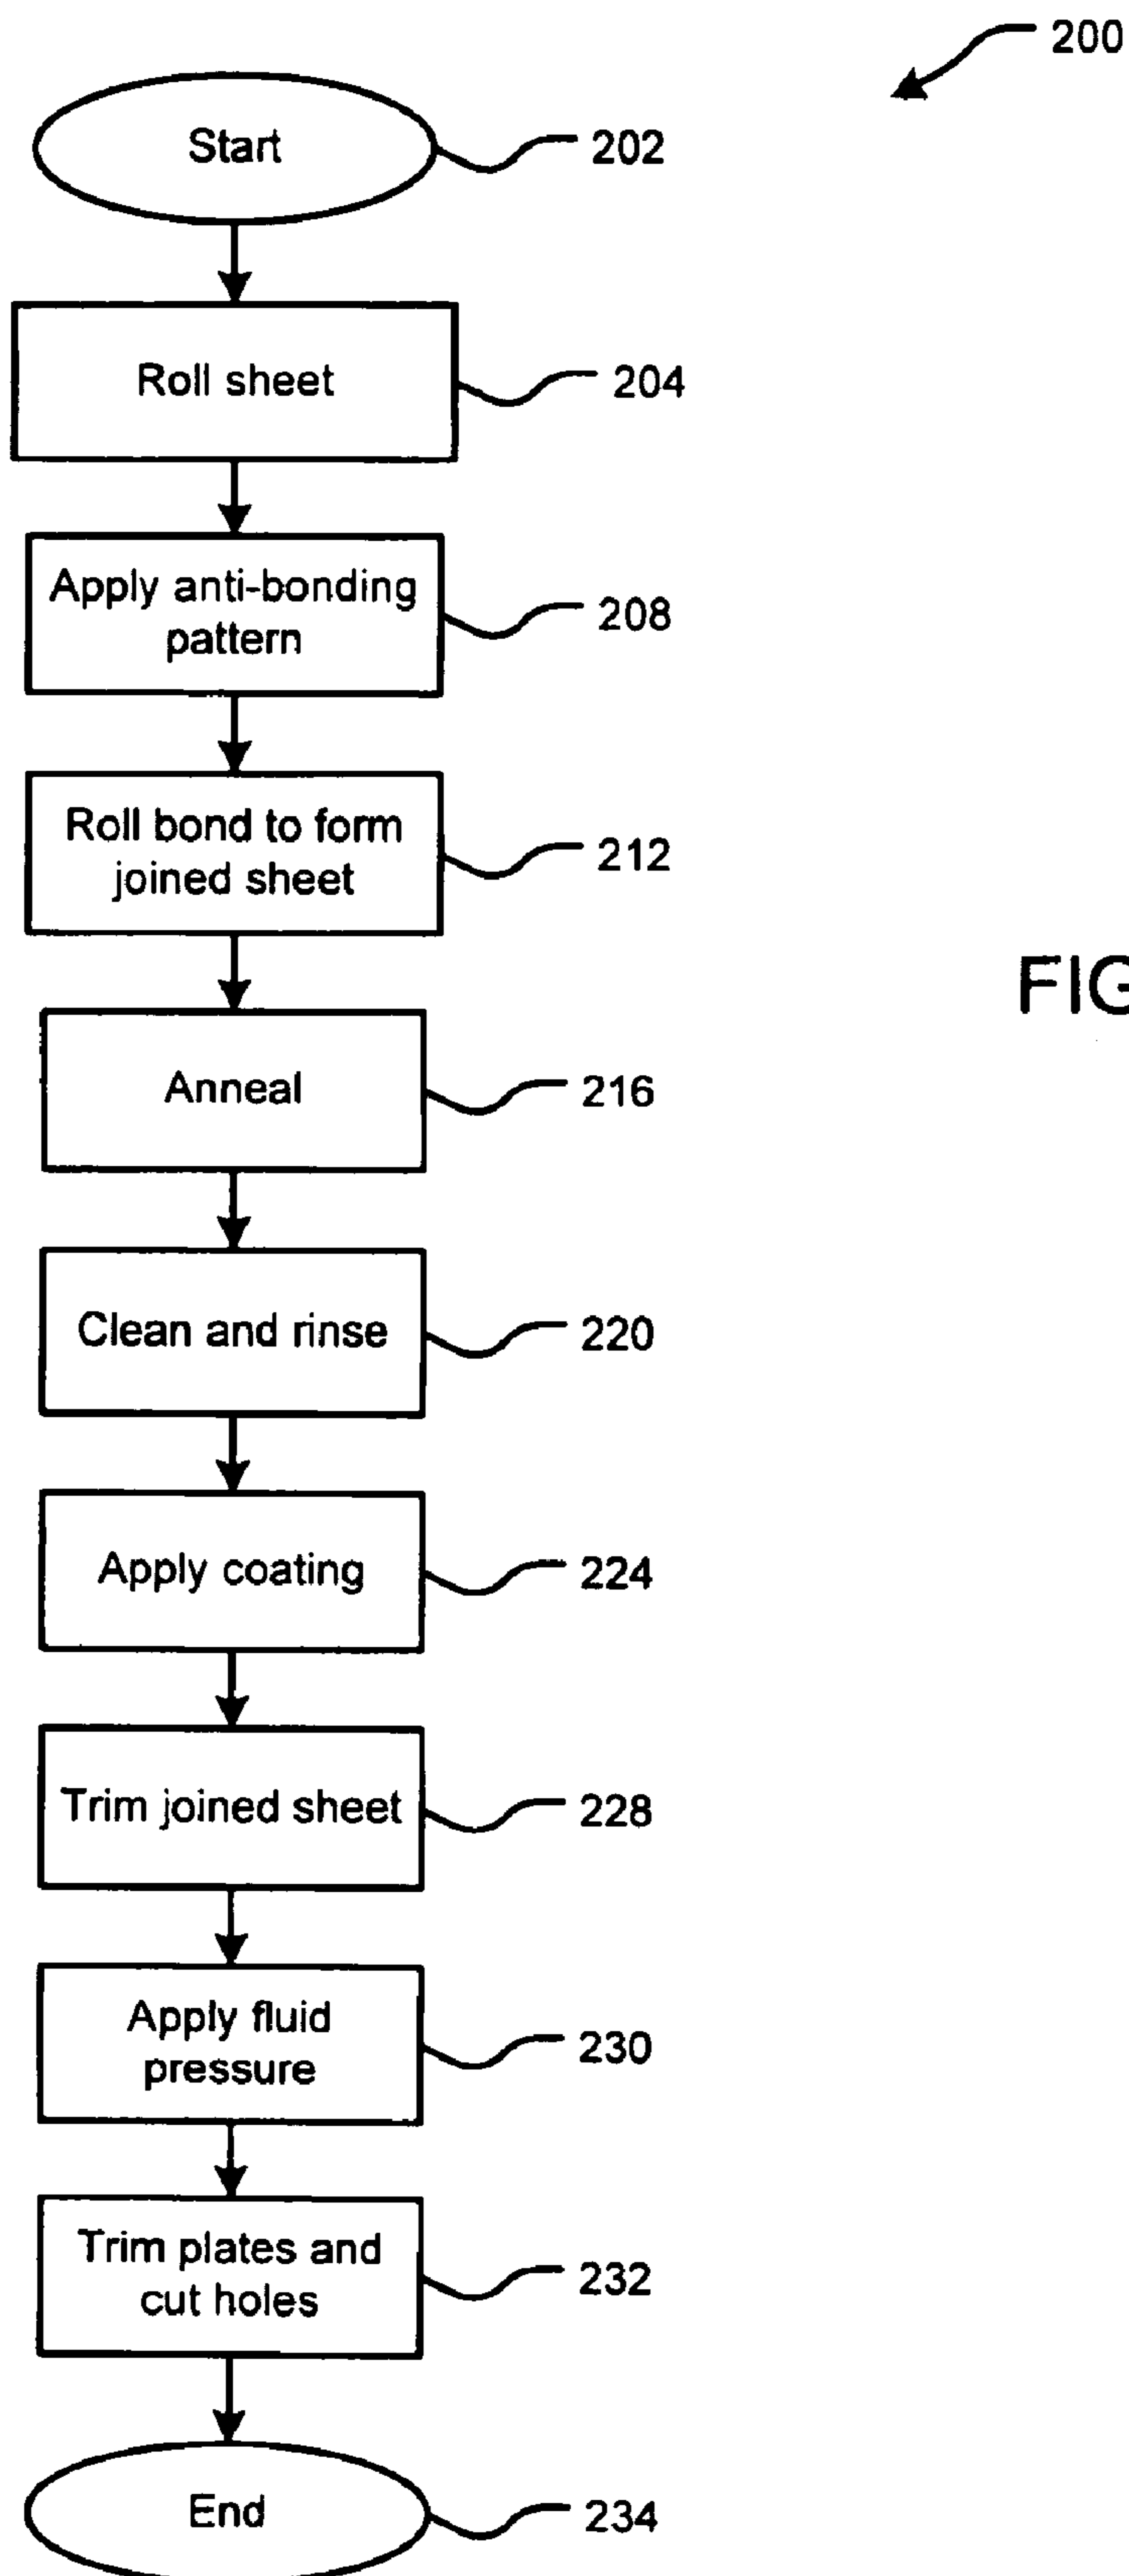 200
Start
202
Roll sheet
204
Apply anti-bonding
pattern
208
Roll bond to form
joined sheet
212
FIG
Anneal
216
Clean and rinse
220
Apply coating
224
Trim joined sheet
228
Apply fluid
pressure
230
Trim plates and
cut holes
232
End
234